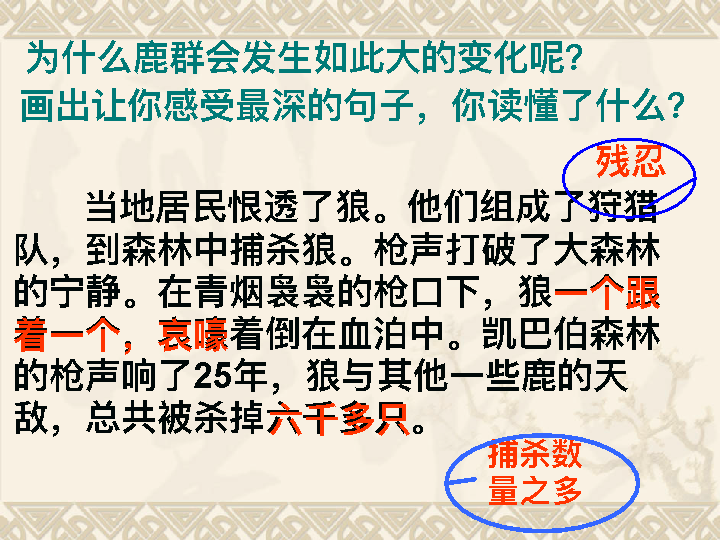 为什么鹿群会发生如此大的变化呢？
画出让你感受最深的句子，你读懂了什么？
残忍
当地居民恨透了狼。他们组成了狩猎
队，到森林中捕杀狼。枪声打破了大森林
的宁静。在青烟袅袅的枪口下，狼一个跟
着一个，哀嚎着倒在血泊中。凯巴伯森林
的枪声响了25年，狼与其他一些鹿的天
敌，总共被杀掉六千多只。
捕杀数
量之多